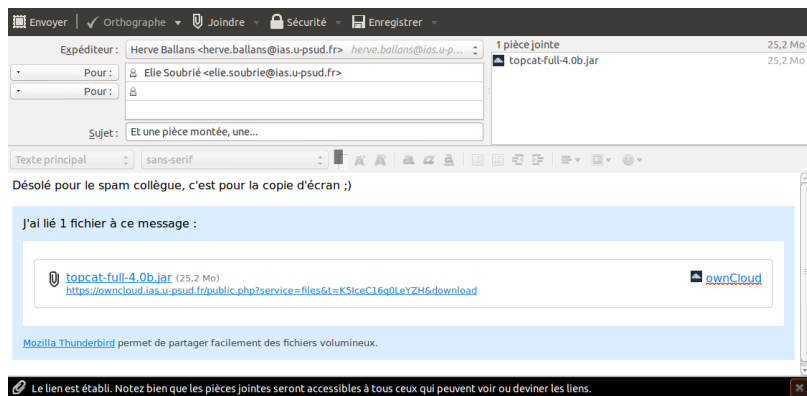 Envoyer Orthographe Joindre Sécurité Enregistrer
Expéditeur : Herve Ballans <herve.ballans@ias.u-psud.fr> herve.ballans@ias.u-p...
1 pièce jointe 25,2 Mo
topcat-full-4.0b.jar 25,2 Mo
Pour : Elie Soubrié <elie.soubrie@ias.u-psud.fr>
Pour :
Sujet : Et une pièce montée, une...
Texte principal sans-serif
Désolé pour le spam collègue, c'est pour la copie d'écran ;)
J'ai lié 1 fichier à ce message :
topcat-full-4.0b.jar (25,2 Mo) ownCloud
https://owncloud.ias.u-psud.fr/public.php?service=files&t=K5IceC16q0LeYZH&download
Mozilla Thunderbird permet de partager facilement des fichiers volumineux.
Le lien est établi. Notez bien que les pièces jointes seront accessibles à tous ceux qui peuvent voir ou deviner les liens.